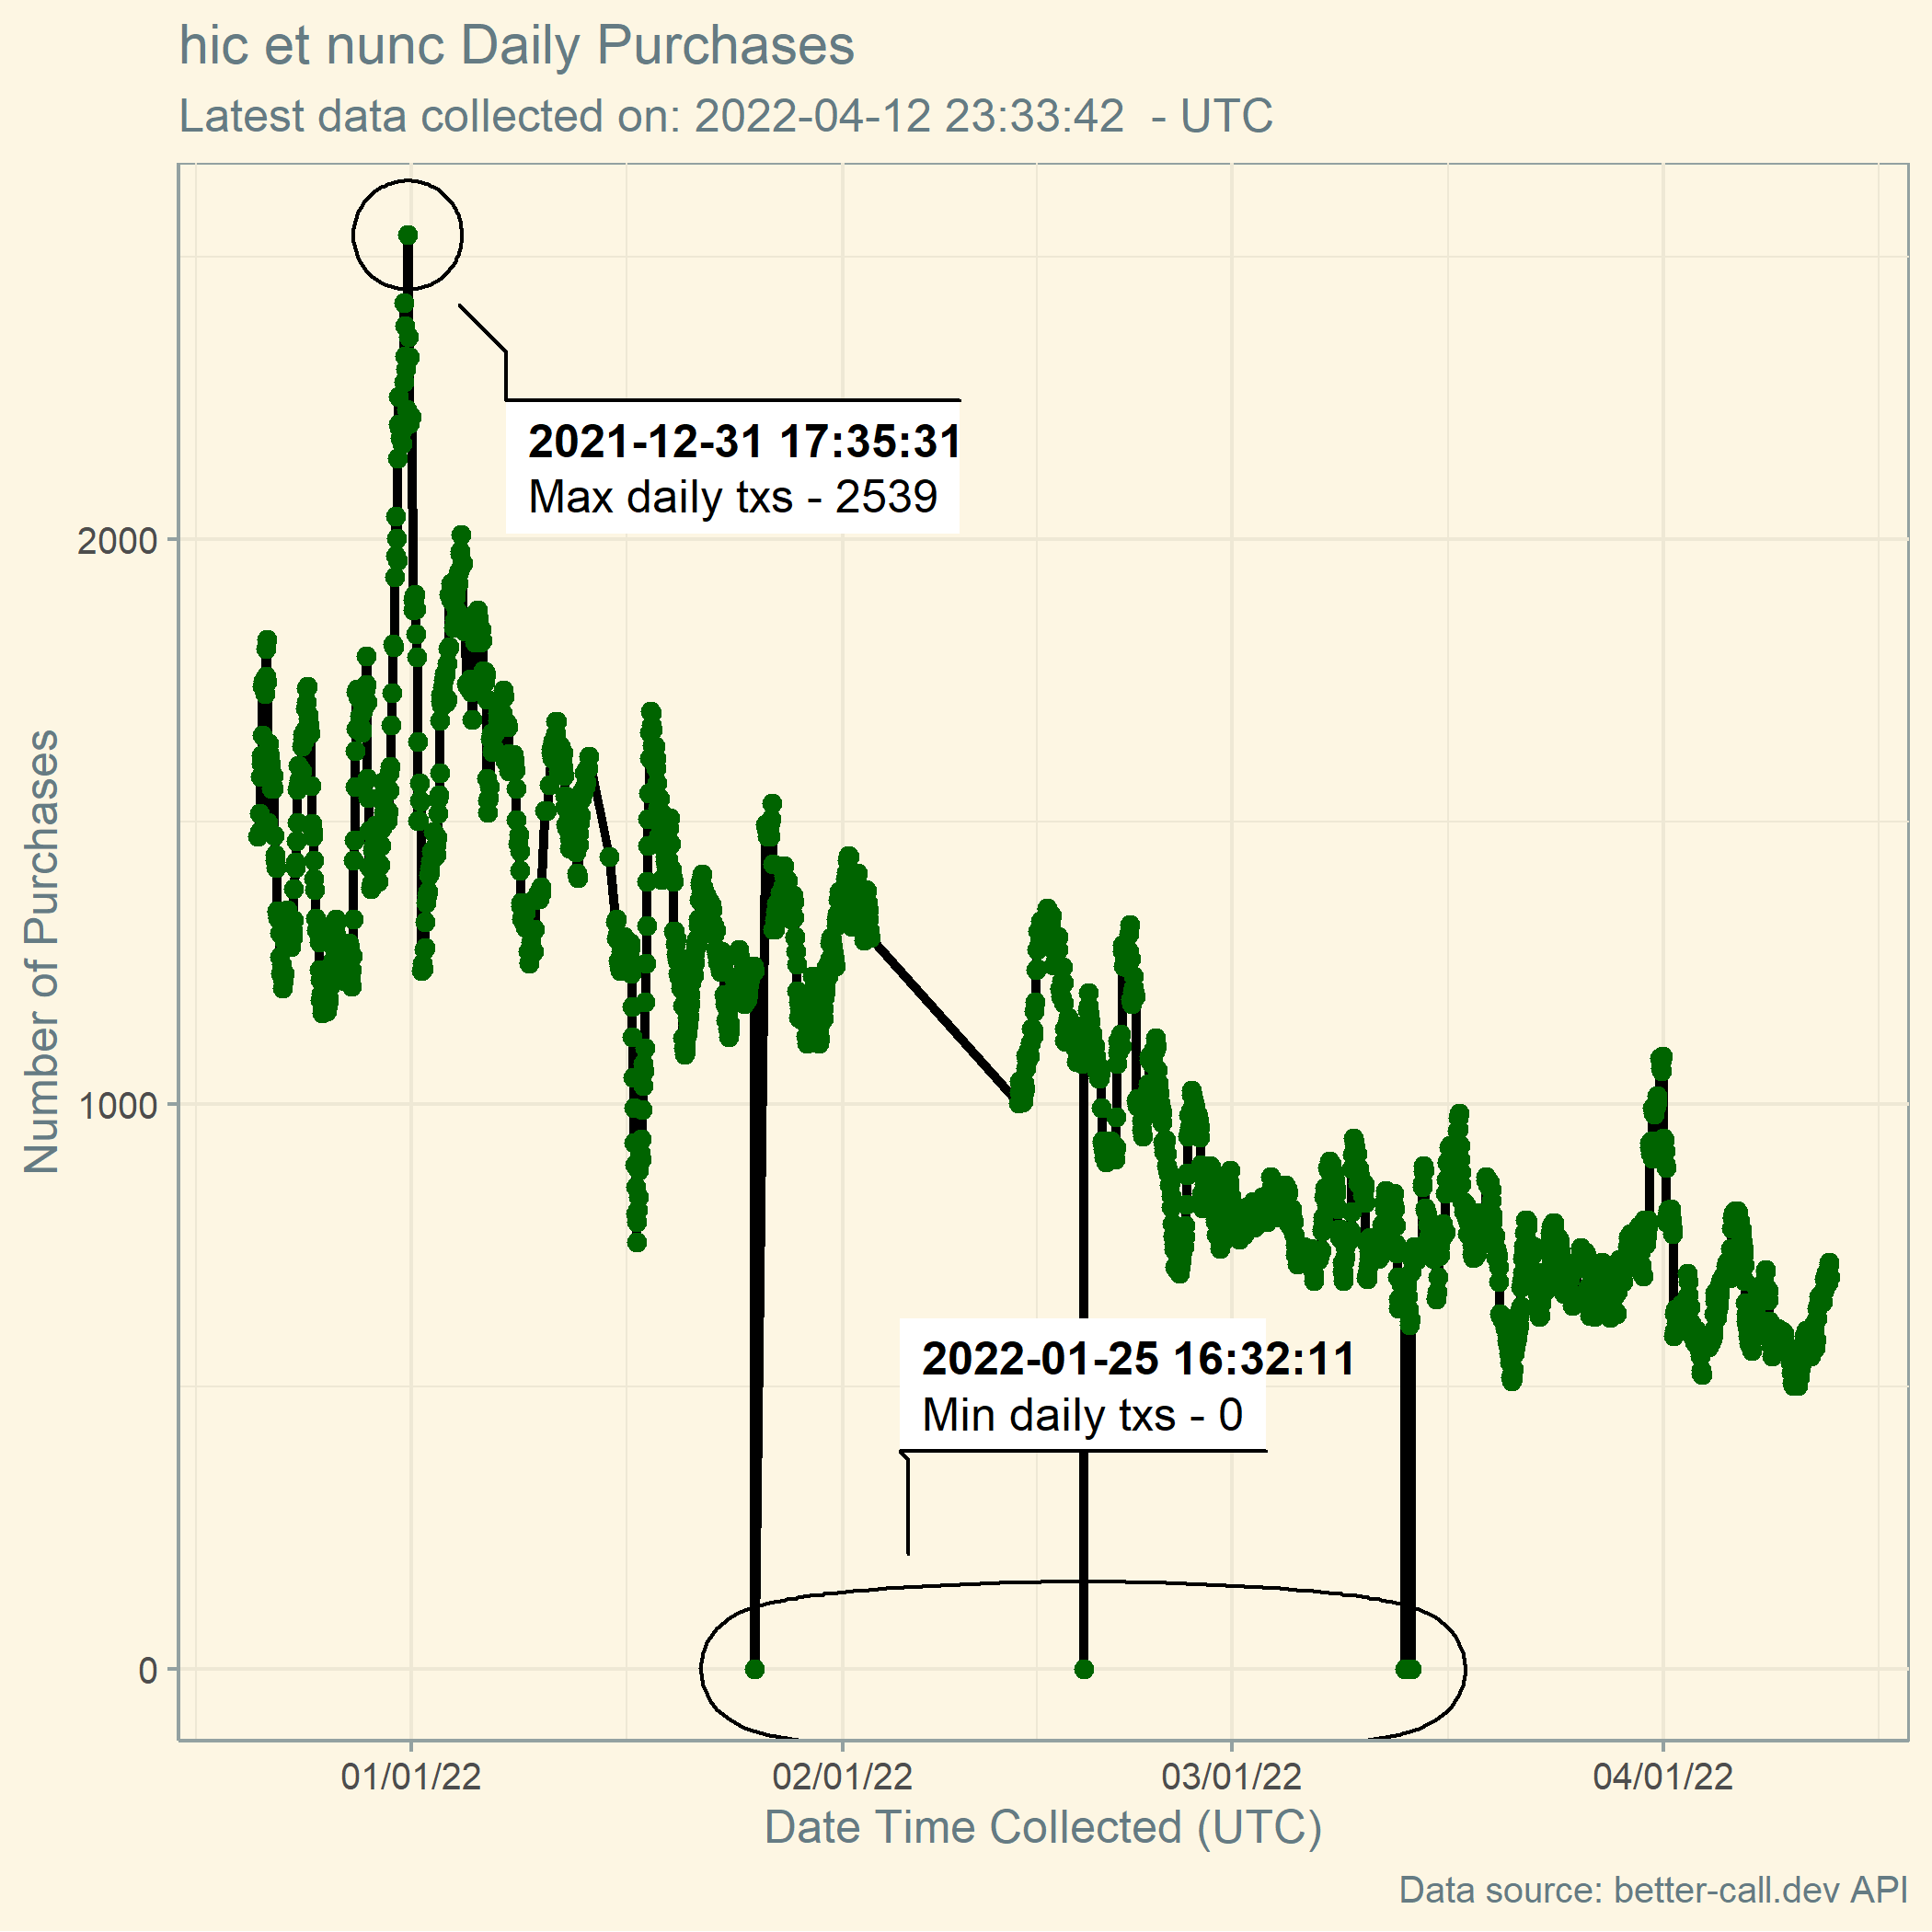 hic et nunc Daily Purchases
Latest data collected on: 2022-04-12 23:33:42  - UTC
Number of Purchases
2000
1000
0
2021-12-31 17:35:31
Max daily txs - 2539
2022-01-25 16:32:11
Min daily txs - 0
01/01/22 02/01/22 03/01/22 04/01/22
Date Time Collected (UTC)
Data source: better-call.dev API